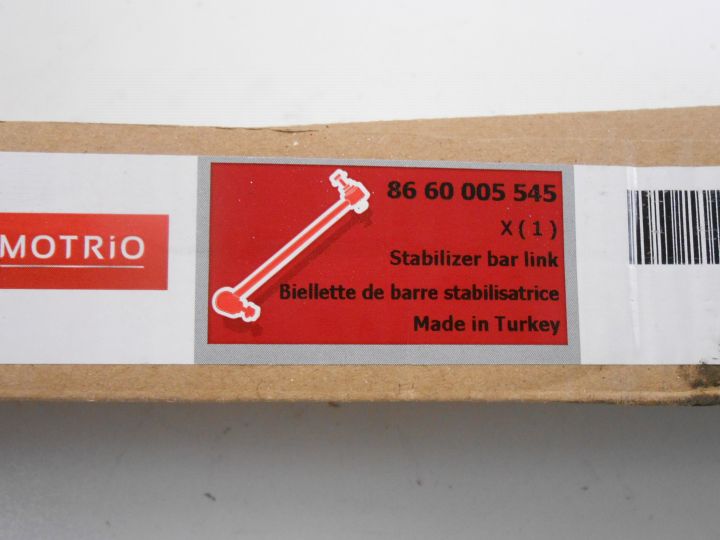 MOTRiO
86 60 005 545
X ( 1 )
Stabilizer bar link
Biellette de barre stabilisatrice
Made in Turkey